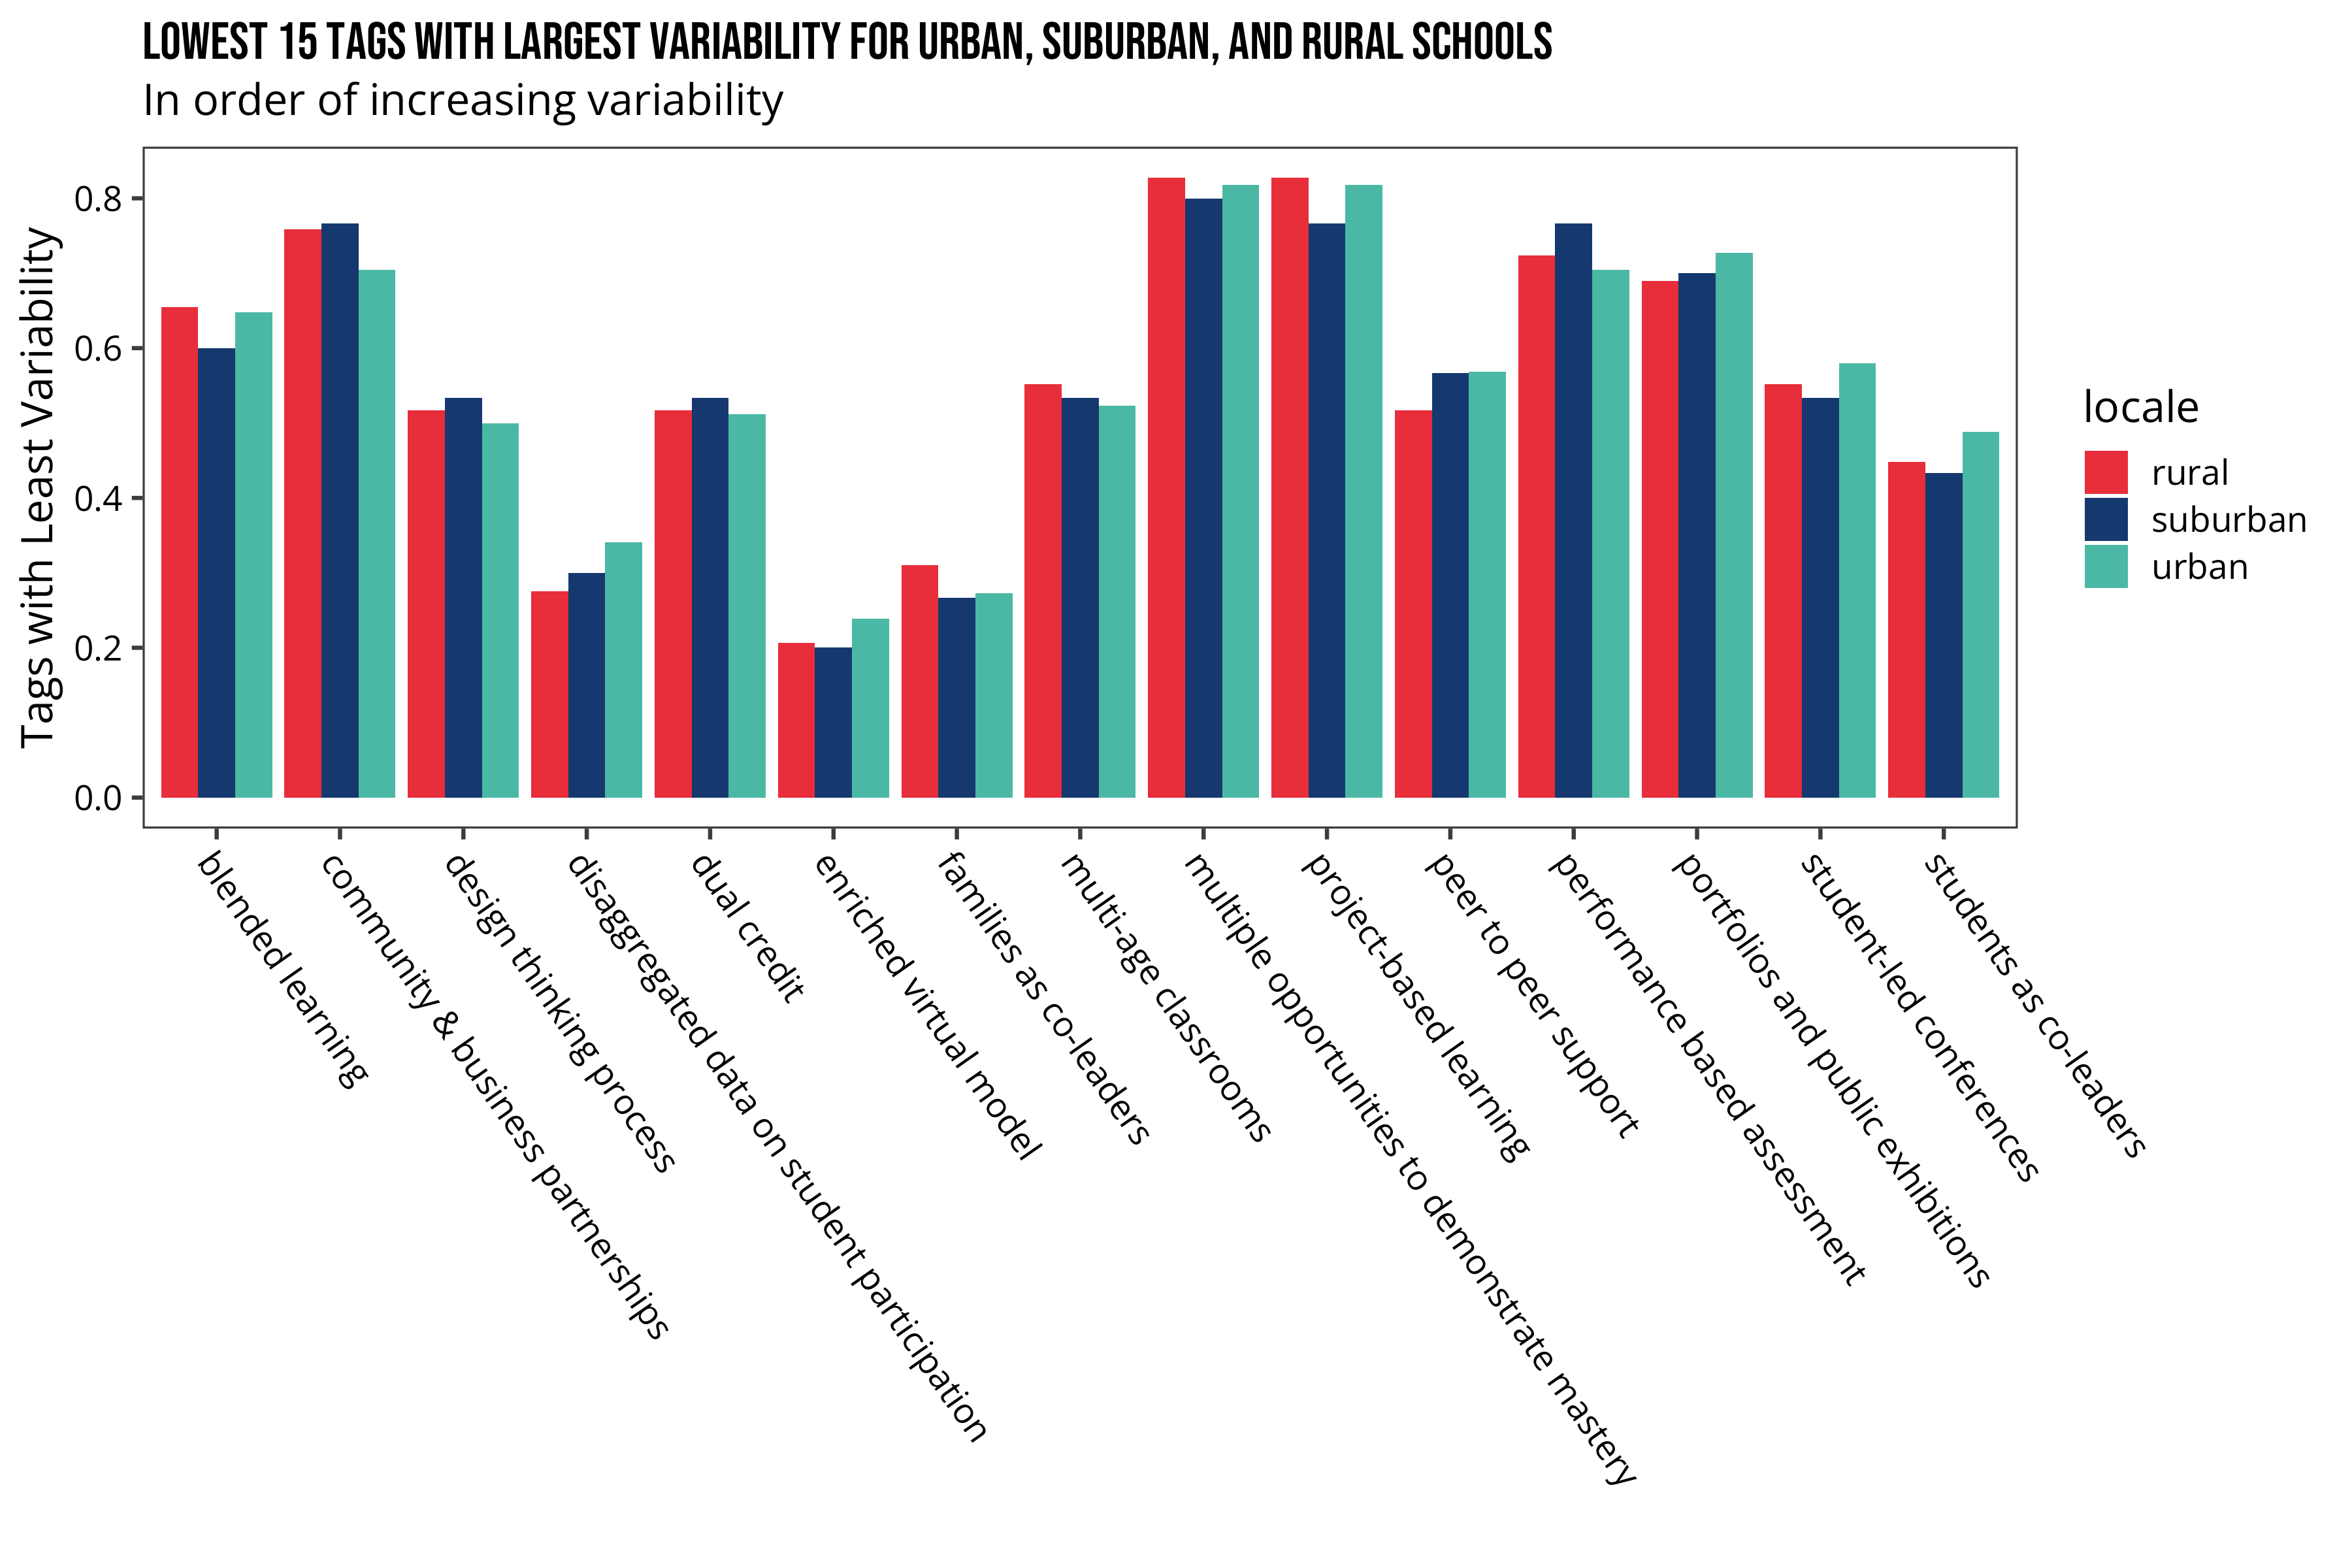 LOWEST 15 TAGS WITH LARGEST VARIABILITY FOR URBAN, SUBURBAN, AND RURAL SCHOOLS
In order of increasing variability
Tags with Least Variability
0.8
0.6
0.4
0.2
0.0
blended learning
community & business partnerships
design thinking process
disaggregated data on student participation
dual credit
enriched virtual model
families as co-leaders
multi-age classrooms
multiple opportunities to demonstrate mastery
project-based learning
peer to peer support
performance based assessment
portfolios and public exhibitions
student-led conferences
students as co-leaders
locale
rural
suburban
urban